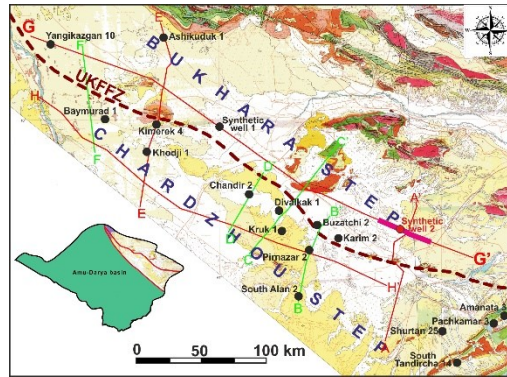 G
E
Yangikazgan 10
F
Ashikuduk 1
BUKHARA STEP
UKFFZ
H
Baymurad 1
Kimerek 4
Synthetic well 1
F
CHARDZHOU STEP
Khodji 1
C
D
Chandir 2
Divalkak 1
A
E
B
Buzatchi 2
Synthetic well 2
Kruk 1
D
Karim 2
C
Pirnazar 2
G'
H'
Amu-Darya basin
South Alan 2
B
Amanata
Pachkamar 3
Shurtan 25
South Tandircha 14
0 50 100 km